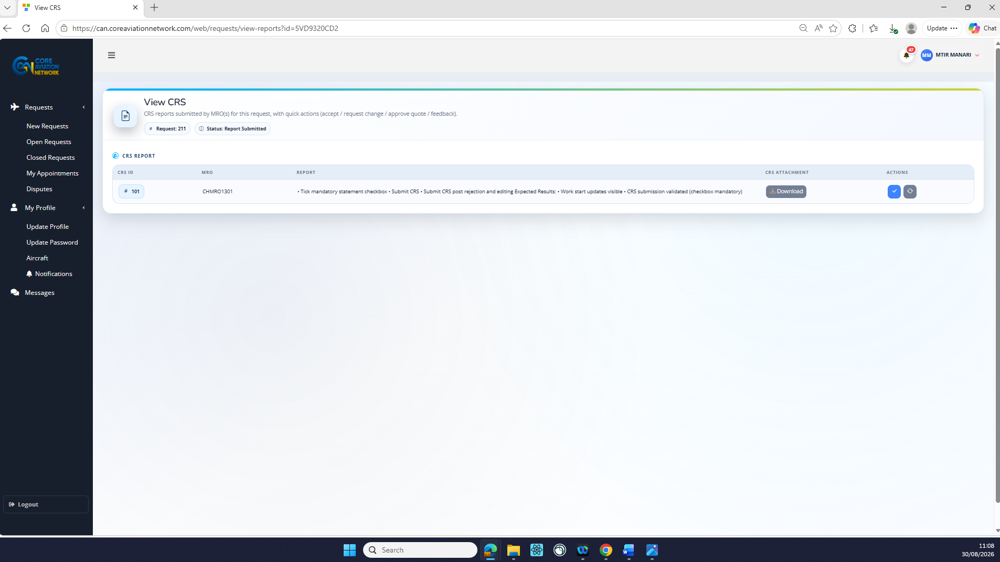 View CRS
https://can.coreaviationnetwork.com/web/requests/view-reports?id=5VD9320CD2
Update
Chat
CORE
AVIATION
NETWORK
47
MM
MTIR MANARI
Requests
New Requests
Open Requests
Closed Requests
My Appointments
Disputes
My Profile
Update Profile
Update Password
Aircraft
Notifications
Messages
Logout
View CRS
CRS reports submitted by MRO(s) for this request, with quick actions (accept / request change / approve quote / feedback).
# Request: 211
Status: Report Submitted
CRS REPORT
CRS ID MRO REPORT CRS ATTACHMENT ACTIONS
# 101 CHMRO1301 • Tick mandatory statement checkbox • Submit CRS • Submit CRS post rejection and editing Expected Results: • Work start updates visible • CRS submission validated (checkbox mandatory) Download
Search
11:08
30/08/2026